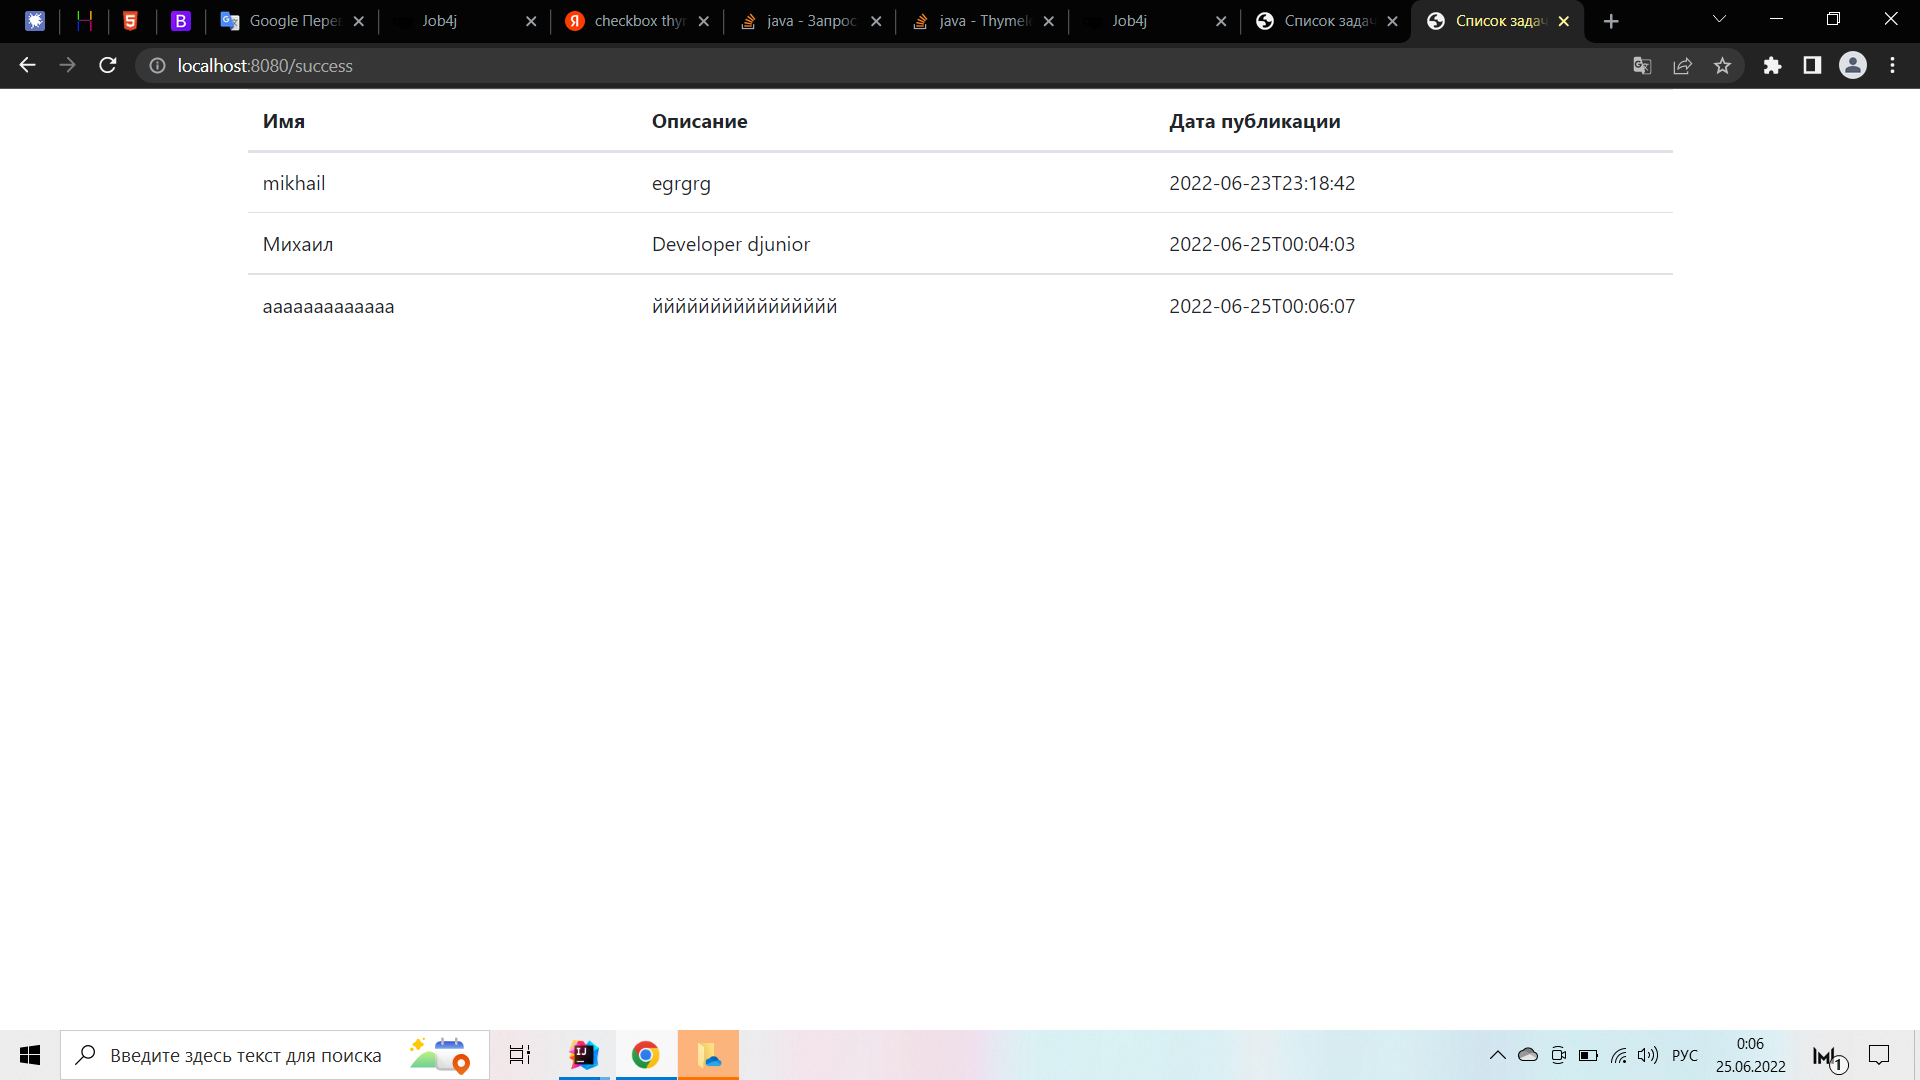 Google Пере
Job4j
checkbox thy
java - Запрос
java - Thymel
Job4j
Список задач
Список задач
localhost:8080/success
Имя Описание Дата публикации
mikhail egrgrg 2022-06-23T23:18:42
Михаил Developer djunior 2022-06-25T00:04:03
ааааааааааааа йййййййййййййййй 2022-06-25T00:06:07
Введите здесь текст для поиска
РУС
0:06
25.06.2022
1